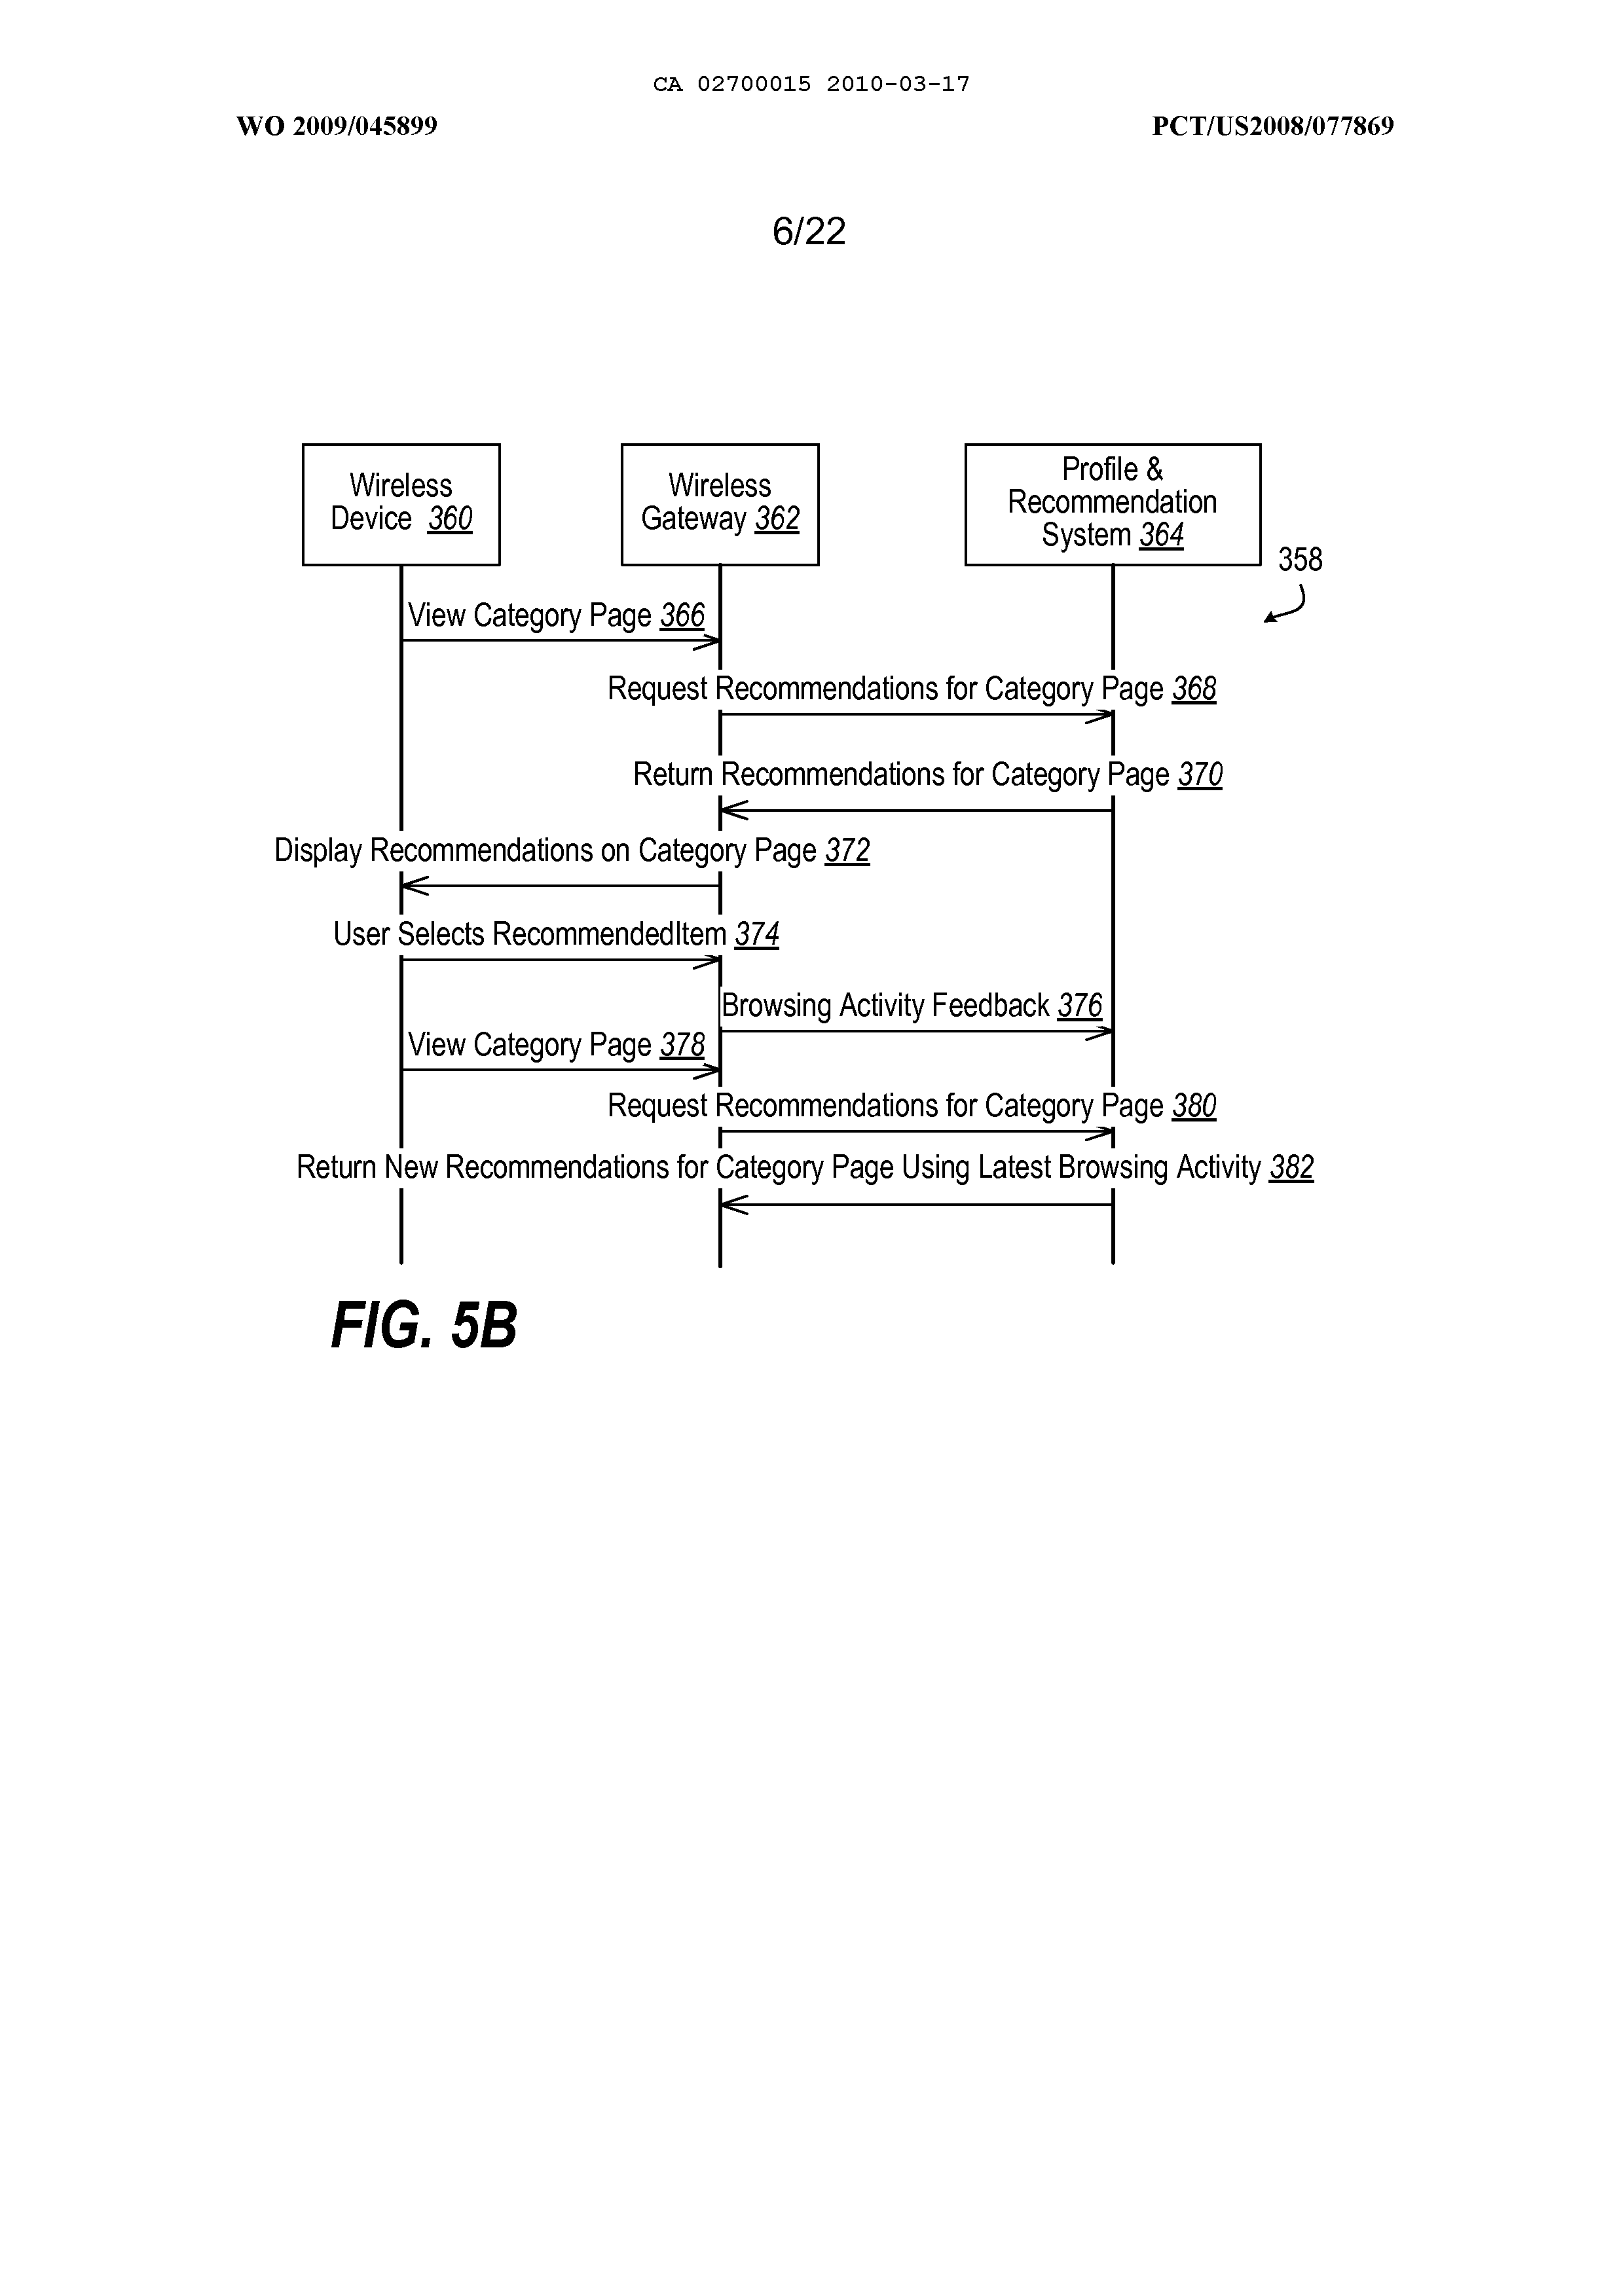 CA 02700015 2010-03-17
WO 2009/045899 PCT/US2008/077869
6/22
Wireless
Device 360
Wireless
Gateway 362
Profile &
Recommendation
System 364
358
View Category Page 366
Request Recommendations for Category Page 368
Return Recommendations for Category Page 370
Display Recommendations on Category Page 372
User Selects RecommendedItem 374
Browsing Activity Feedback 376
View Category Page 378
Request Recommendations for Category Page 380
Return New Recommendations for Category Page Using Latest Browsing Activity 382
FIG. 5B